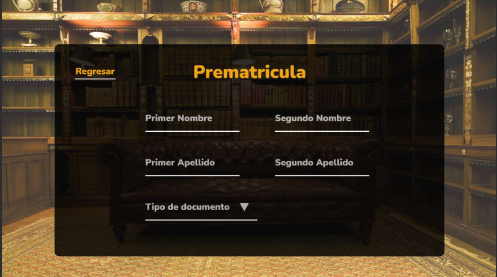 Regresar Prematricula
Primer Nombre Segundo Nombre
Primer Apellido Segundo Apellido
Tipo de documento